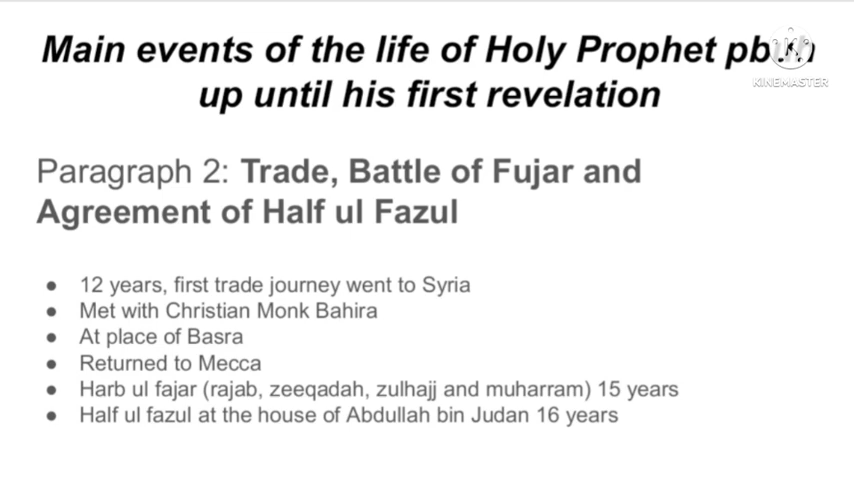 Main events of the life of Holy Prophet pbuh
up until his first revelation
KINEMASTER
Paragraph 2: Trade, Battle of Fujar and
Agreement of Half ul Fazul
● 12 years, first trade journey went to Syria
● Met with Christian Monk Bahira
● At place of Basra
● Returned to Mecca
● Harb ul fajar (rajab, zeeqadah, zulhajj and muharram) 15 years
● Half ul fazul at the house of Abdullah bin Judan 16 years